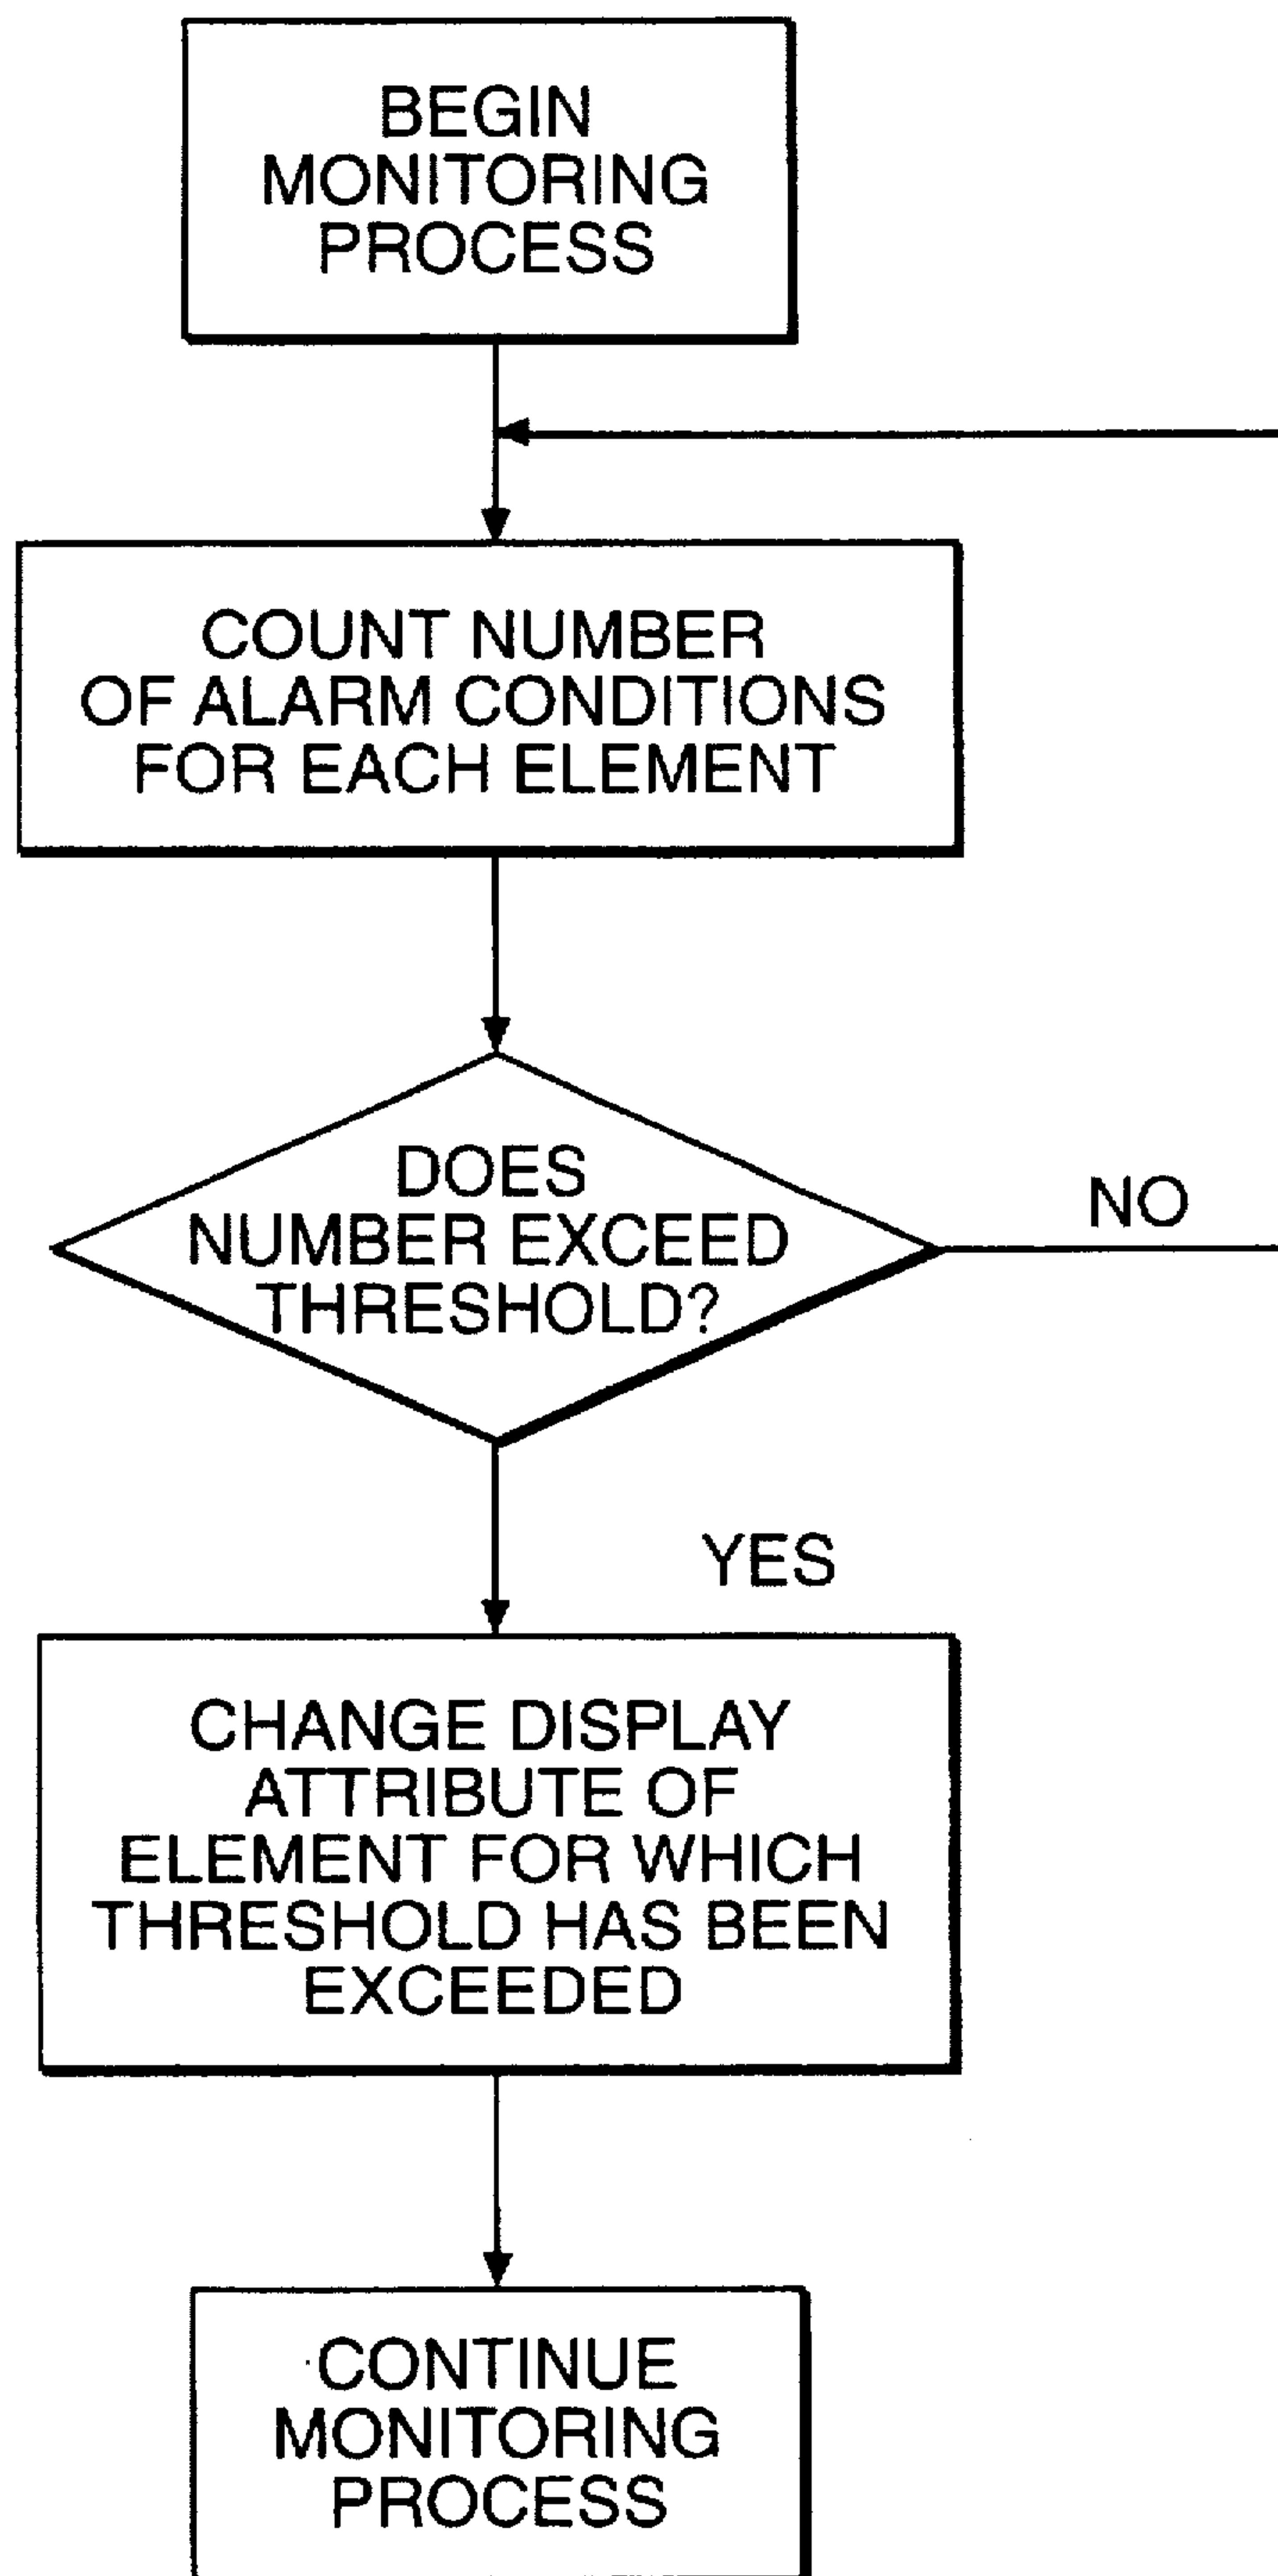 BEGIN
MONITORING
PROCESS
COUNT NUMBER
OF ALARM CONDITIONS
FOR EACH ELEMENT
DOES
NUMBER EXCEED
THRESHOLD?
NO
YES
CHANGE DISPLAY
ATTRIBUTE OF
ELEMENT FOR WHICH
THRESHOLD HAS BEEN
EXCEEDED
CONTINUE
MONITORING
PROCESS